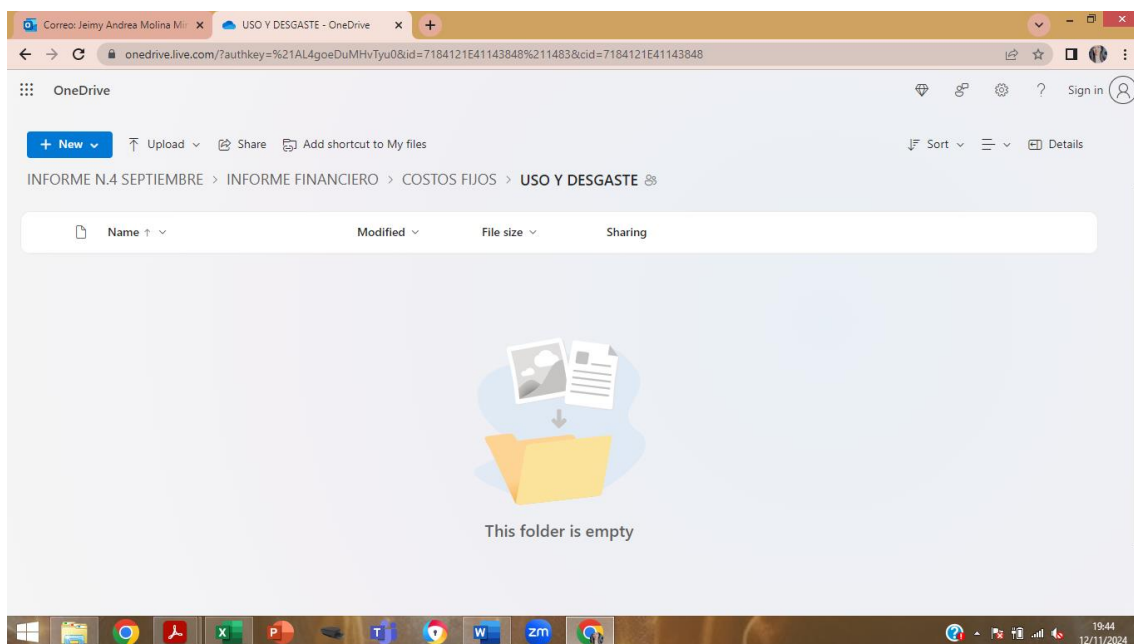 Correo: Jeimy Andrea Molina Mir
USO Y DESGASTE - OneDrive
onedrive.live.com/?authkey=%21AL4goeDuMHvTyu0&id=7184121E41143848%211483&cid=7184121E41143848
OneDrive
Sign in
+ New
Upload
Share
Add shortcut to My files
Sort
Details
INFORME N.4 SEPTIEMBRE > INFORME FINANCIERO > COSTOS FIJOS > USO Y DESGASTE
Name ↑ Modified File size Sharing
This folder is empty
19:44
12/11/2024